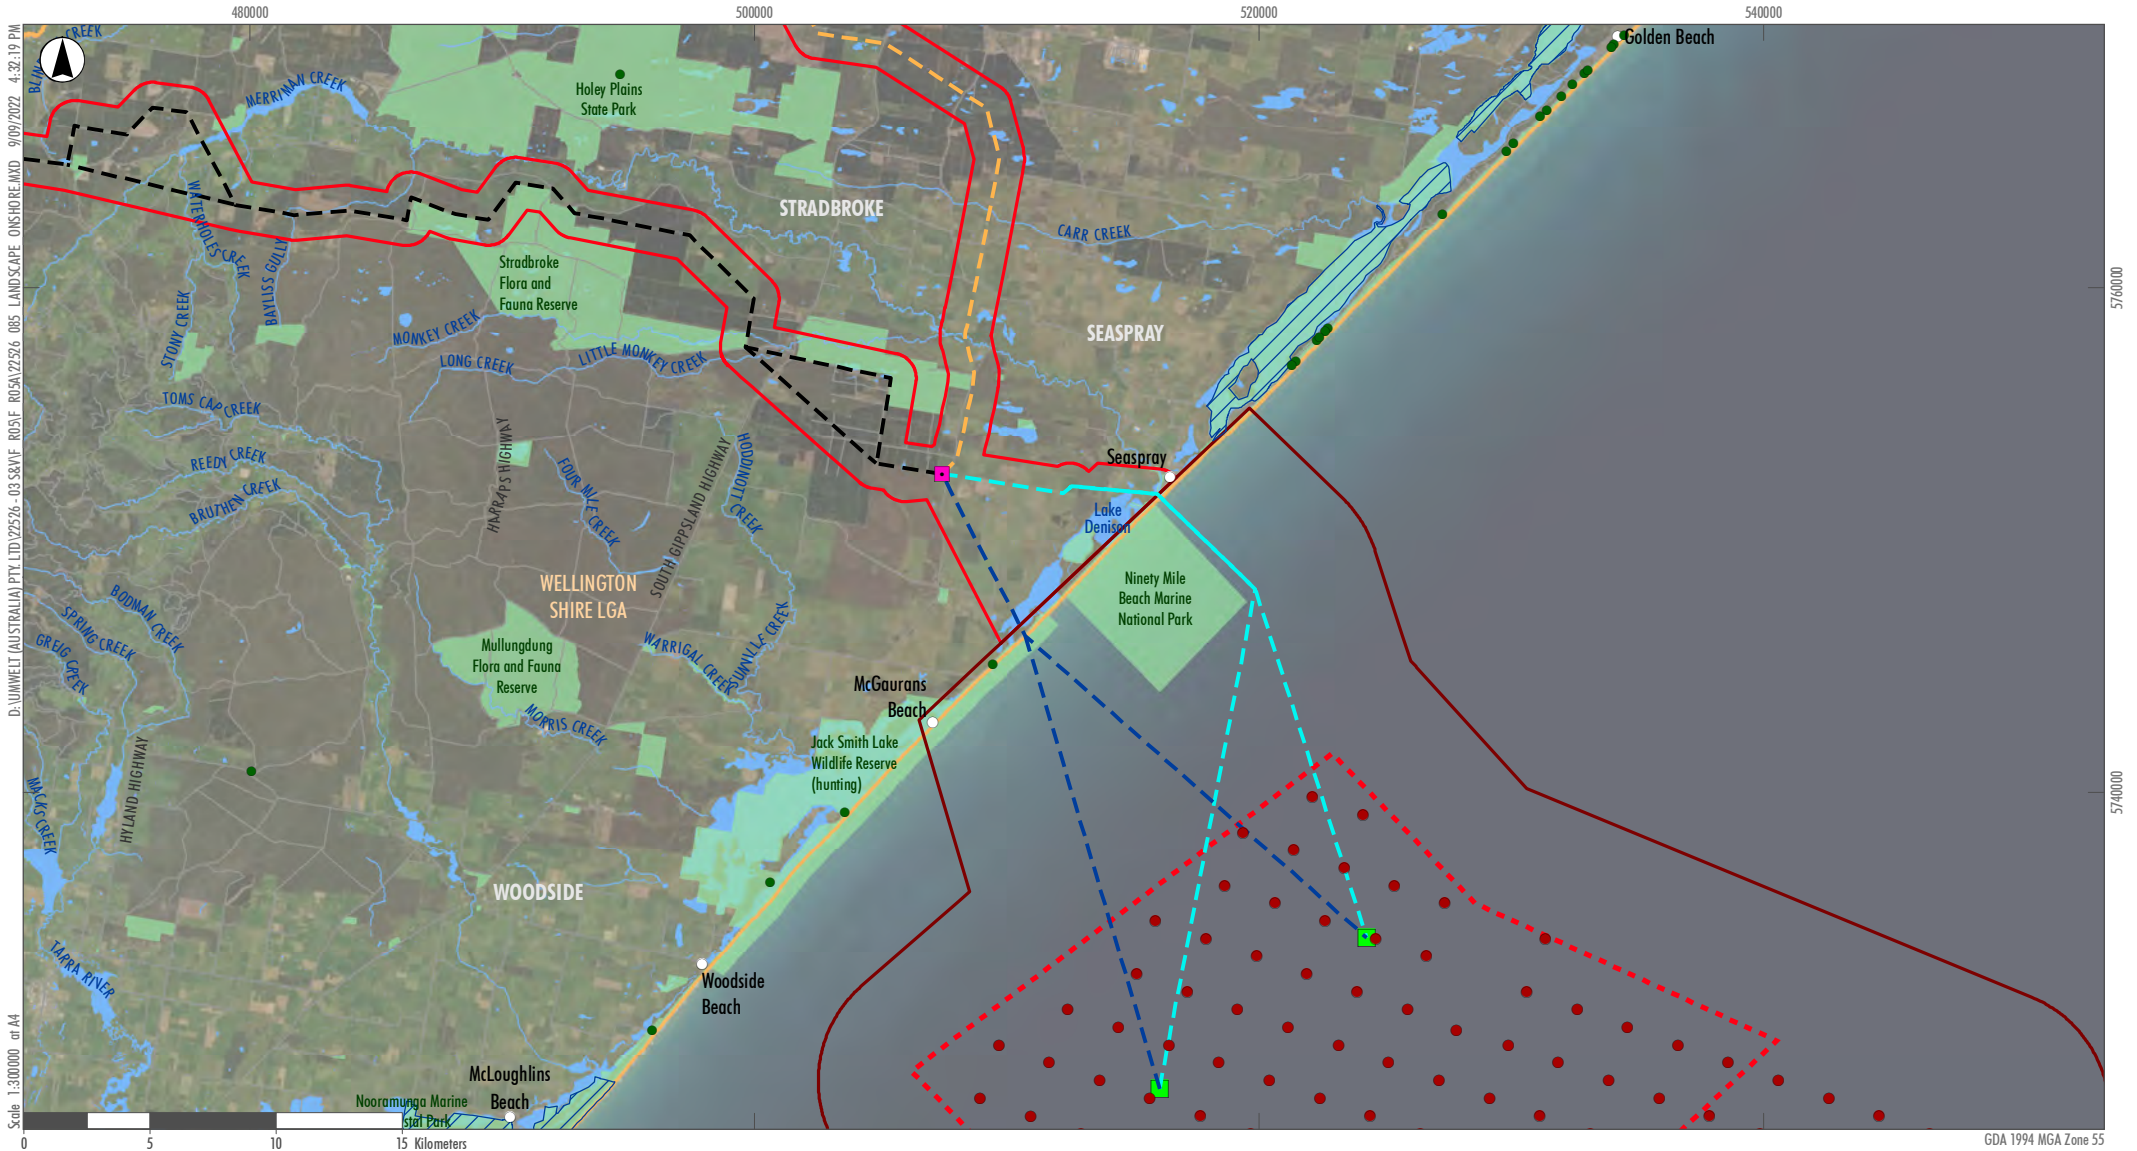 480000
500000
520000
540000
D:\UMWELT (AUSTRALIA) PTY. LTD\22526 - 03 S&V\F R05\F R05A\22526 085 LANDSCAPE ONSHORE.MXD 9/09/2022 4:32:19 PM
CREEK
Golden Beach
MERRIMAN CREEK
Holey Plains
State Park
STRADBROKE
CARR CREEK
WATERHOLES CREEK
BAYLISS GULLY
Stradbroke
Flora and
Fauna Reserve
5760000
STONY CREEK
MONKEY CREEK
SEASPRAY
LONG CREEK
LITTLE MONKEY CREEK
TOMS CAP CREEK
HARRAPS HIGHWAY
SOUTH GIPPSLAND HIGHWAY
HODDINOTT CREEK
REEDY CREEK
FOUR MILE CREEK
Seaspray
BRUTHEN CREEK
Lake
Denison
WELLINGTON
SHIRE LGA
Ninety Mile
Beach Marine
National Park
BODMAN CREEK
SPRING CREEK
GREIG CREEK
Mullungdung
Flora and Fauna
Reserve
WARRIGAL CREEK
SUNVILLE CREEK
McGaurans
Beach
MORRIS CREEK
Jack Smith Lake
Wildlife Reserve
(hunting)
HYLAND HIGHWAY
MACKS CREEK
5740000
WOODSIDE
TARRA RIVER
Woodside
Beach
McLoughlins
Beach
Nooramunga Marine
stal Park
Scale 1:300000 at A4
0
5
10
15 Kilometers
GDA 1994 MGA Zone 55